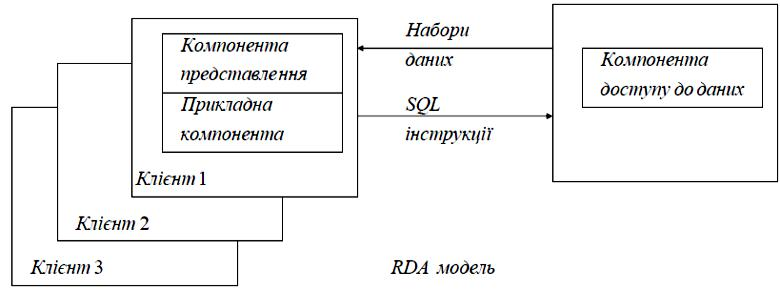 Компонента
представлення
Прикладна
компонента
Клієнт 1
Клієнт 2
Клієнт 3
Набори
даних
SQL
інструкції
Компонента
доступу до даних
RDA модель